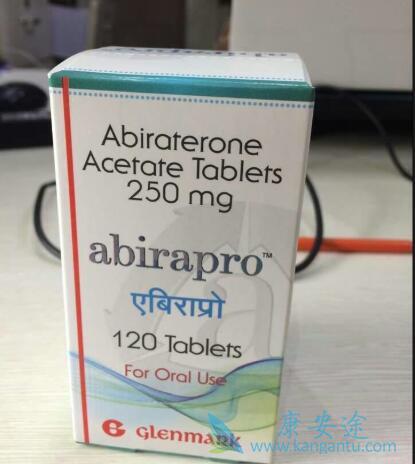 Abiraterone
Acetate Tablets
250 mg
abirapro™
एबिराप्रो
120 Tablets
For Oral Use
G glenmark
康安途
www.kangantu.com